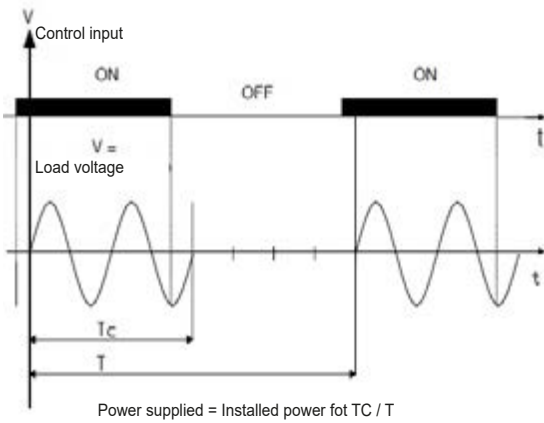 V
Control input
ON
OFF
ON
t
V =
Load voltage
t
Tc
T
Power supplied = Installed power fot TC / T